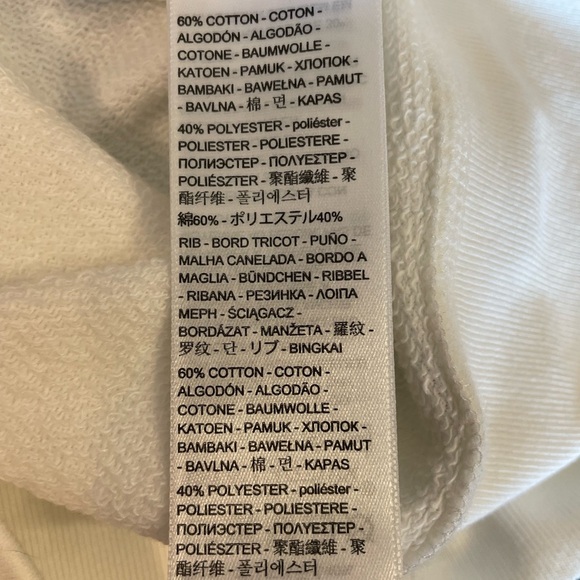 60% COTTON - COTON -
ALGODÓN - ALGODÃO -
COTONE - BAUMWOLLE -
KATOEN - PAMUK - ХЛОПОК -
BAMBAKI - BAWEŁNA - PAMUT
- BAVLNA - 棉 - 면 - KAPAS
40% POLYESTER - poliéster -
POLIESTER - POLIESTERE -
ПОЛИЭСТЕР - ΠΟΛΥΕΣΤΕΡ -
POLIÉSZTER - 聚酯纖維 - 聚
酯纤维 - 폴리에스터
綿60% - ポリエステル40%
RIB - BORD TRICOT - PUÑO -
MALHA CANELADA - BORDO A
MAGLIA - BÜNDCHEN - RIBBEL
- RIBANA - РЕЗИНКА - ΛΟΙΠΑ
ΜΕΡΗ - ŚCIĄGACZ -
BORDÁZAT - MANŽETA - 羅紋 -
罗纹 - 단 - リブ - BINGKAI
60% COTTON - COTON -
ALGODÓN - ALGODÃO -
COTONE - BAUMWOLLE -
KATOEN - PAMUK - ХЛОПОК -
BAMBAKI - BAWEŁNA - PAMUT
- BAVLNA - 棉 - 면 - KAPAS
40% POLYESTER - poliéster -
POLIESTER - POLIESTERE -
ПОЛИЭСТЕР - ΠΟΛΥΕΣΤΕΡ -
POLIÉSZTER - 聚酯纖維 - 聚
酯纤维 - 폴리에스터